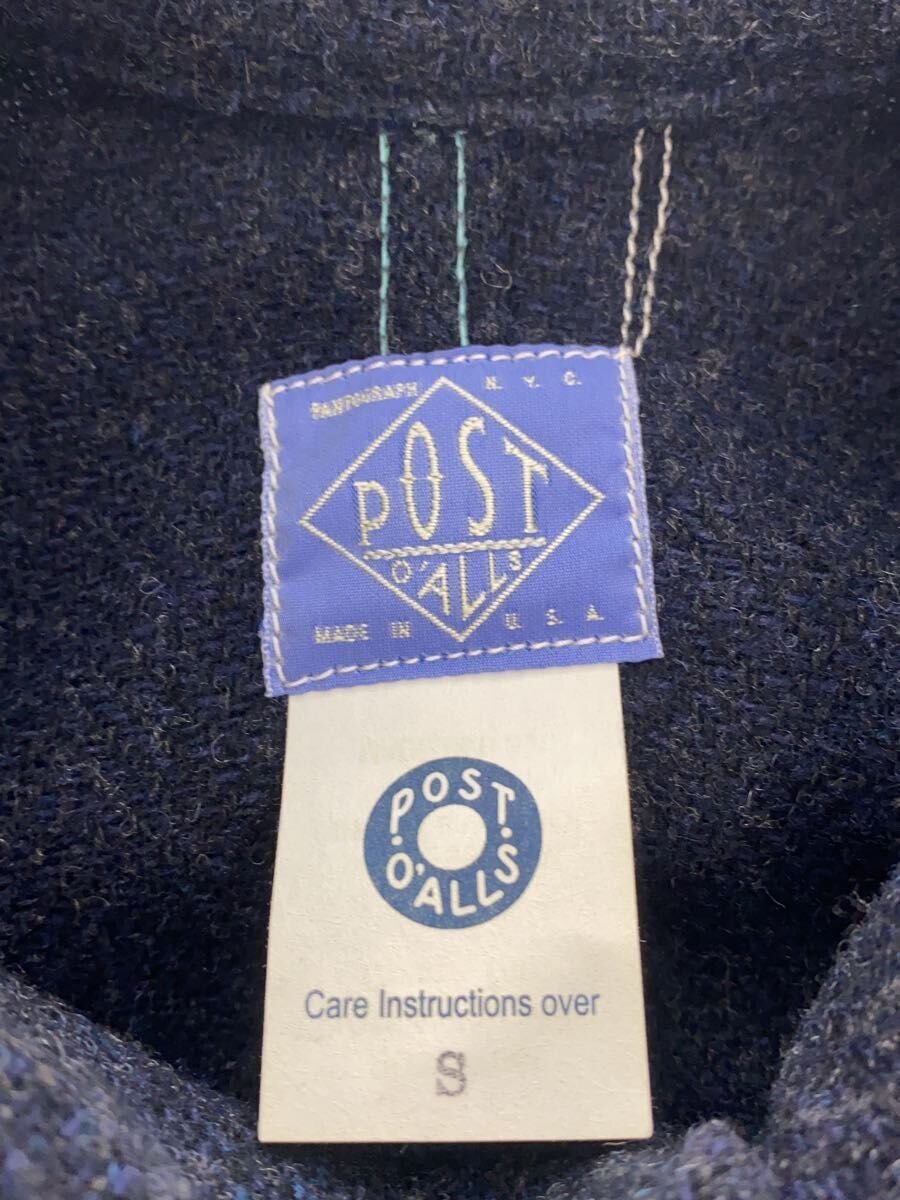 PANTOGRAPH N. Y. C.
POST
O'ALLS
MADE IN U. S. A.
POST.
O'ALLS
Care Instructions over
S